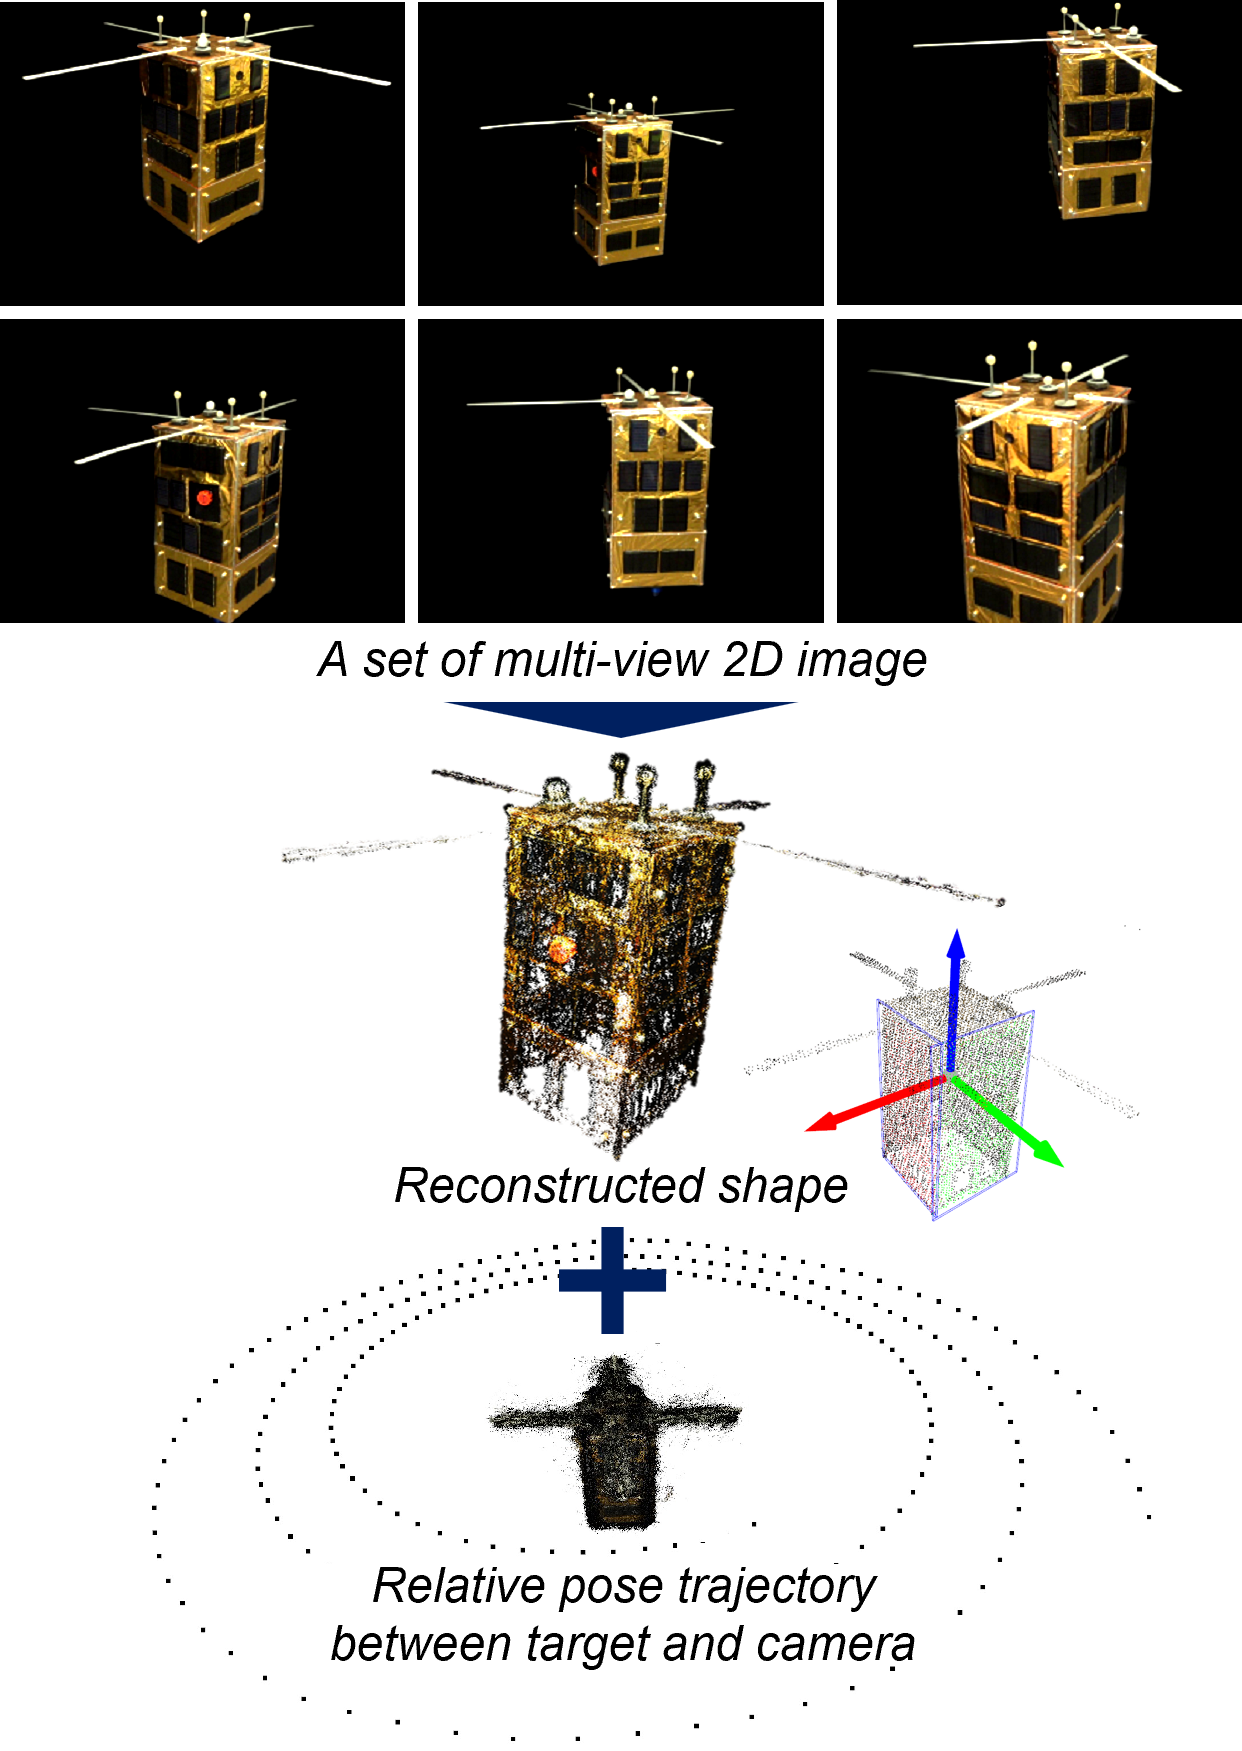 A set of multi-view 2D image
Reconstructed shape
Relative pose trajectory
between target and camera